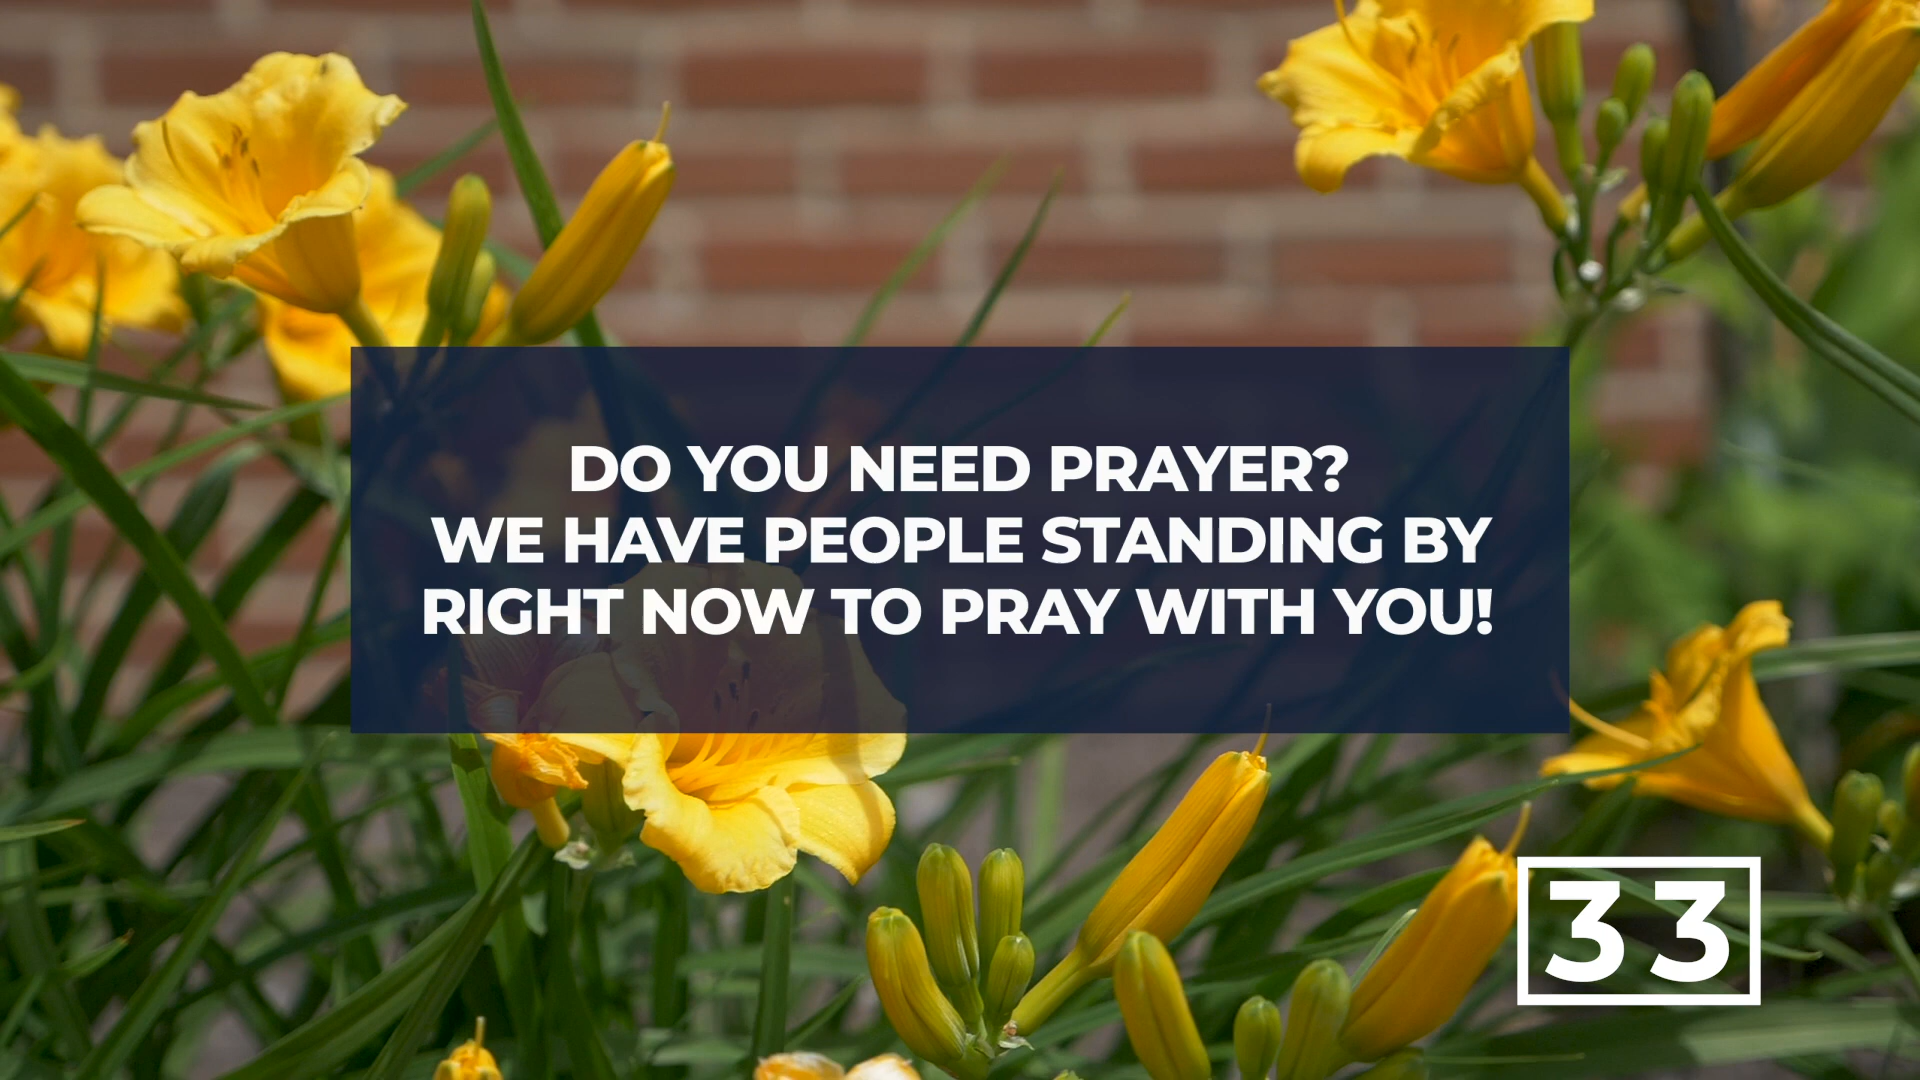 DO YOU NEED PRAYER?
WE HAVE PEOPLE STANDING BY
RIGHT NOW TO PRAY WITH YOU!
33